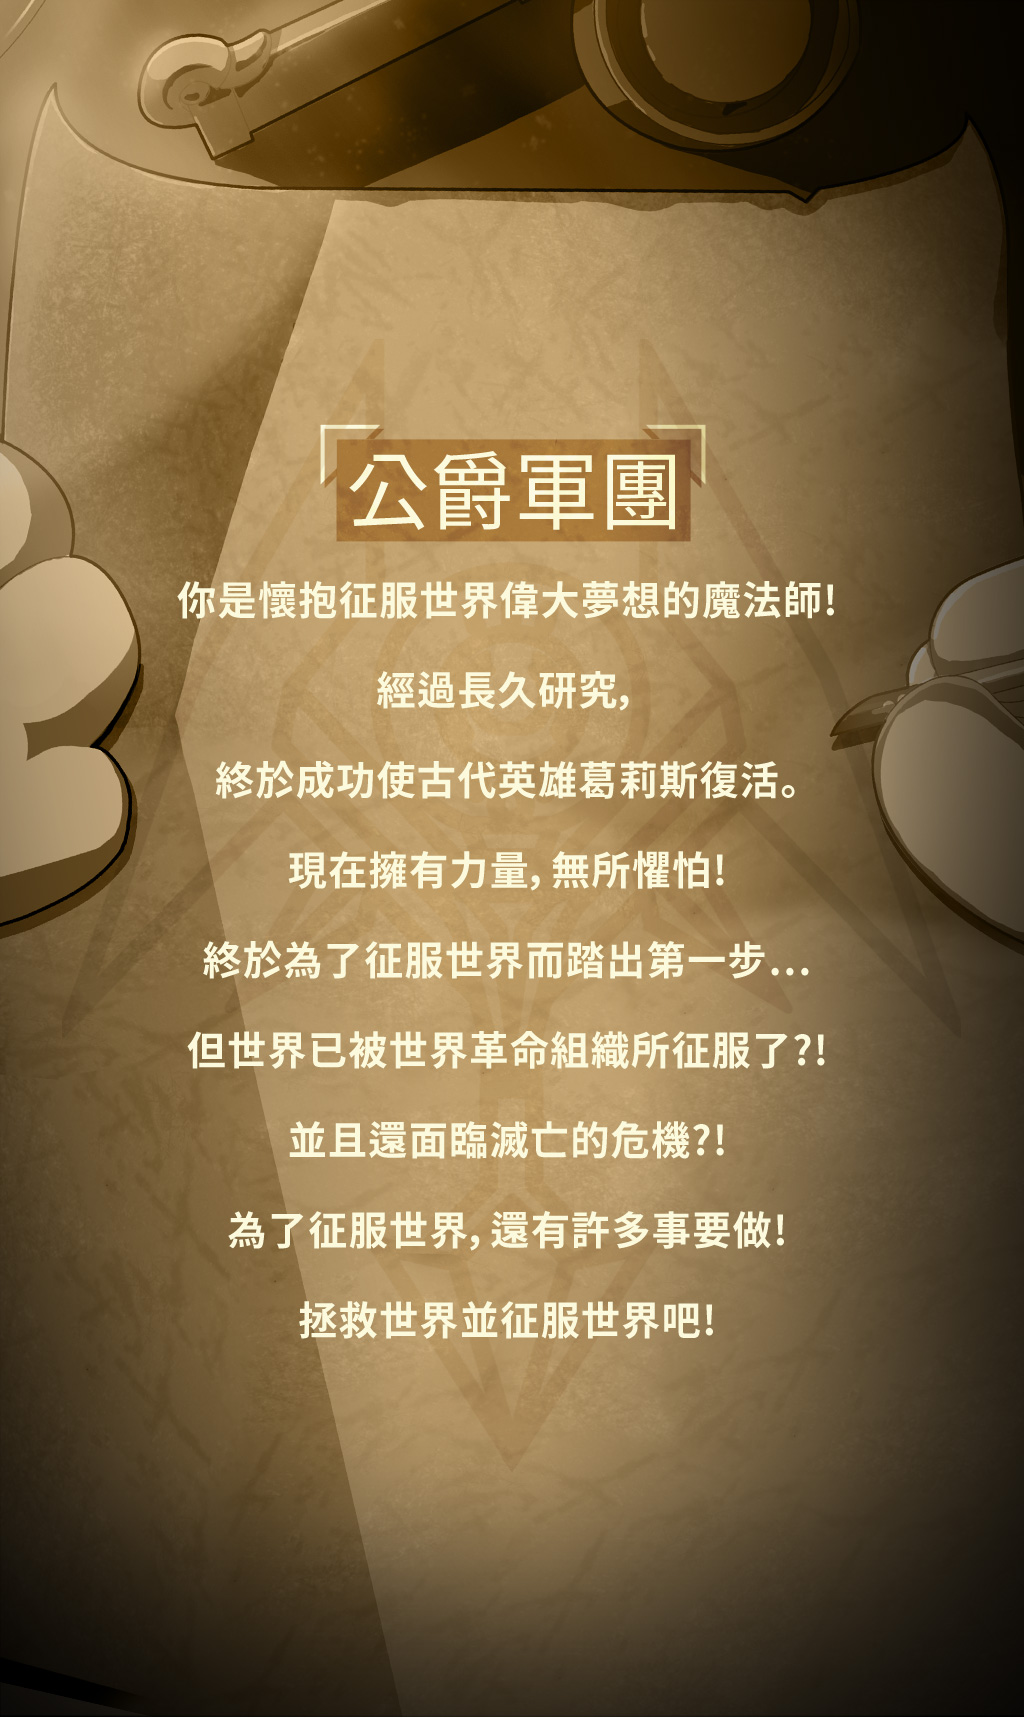 公爵軍團
你是懷抱征服世界偉大夢想的魔法師!
經過長久研究,
終於成功使古代英雄葛莉斯復活。
現在擁有力量, 無所懼怕!
終於為了征服世界而踏出第一步...
但世界已被世界革命組織所征服了?!
並且還面臨滅亡的危機?!
為了征服世界, 還有許多事要做!
拯救世界並征服世界吧!